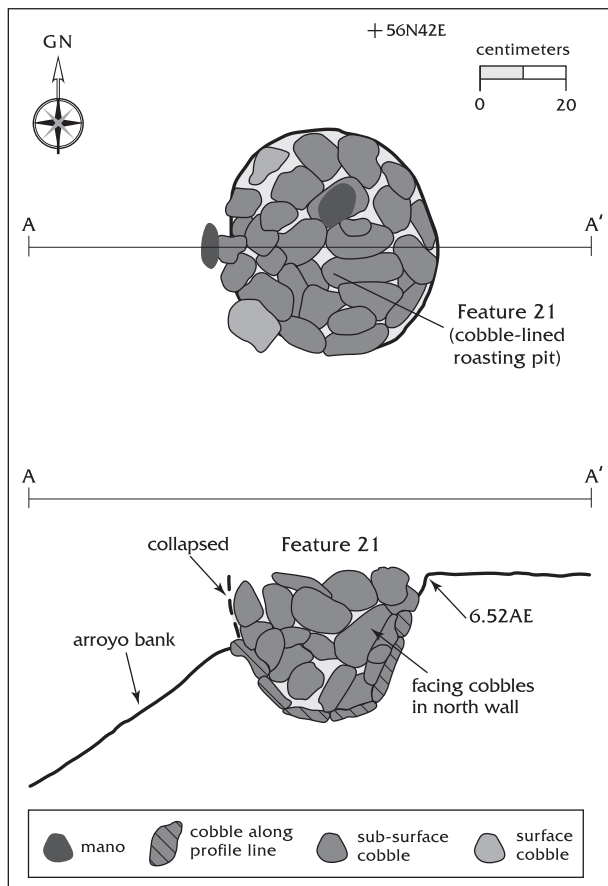 GN
+ 56N42E
centimeters
0 20
A A'
Feature 21
(cobble-lined
roasting pit)
A A'
collapsed
Feature 21
6.52AE
arroyo bank
facing cobbles
in north wall
mano
cobble along
profile line
sub-surface
cobble
surface
cobble